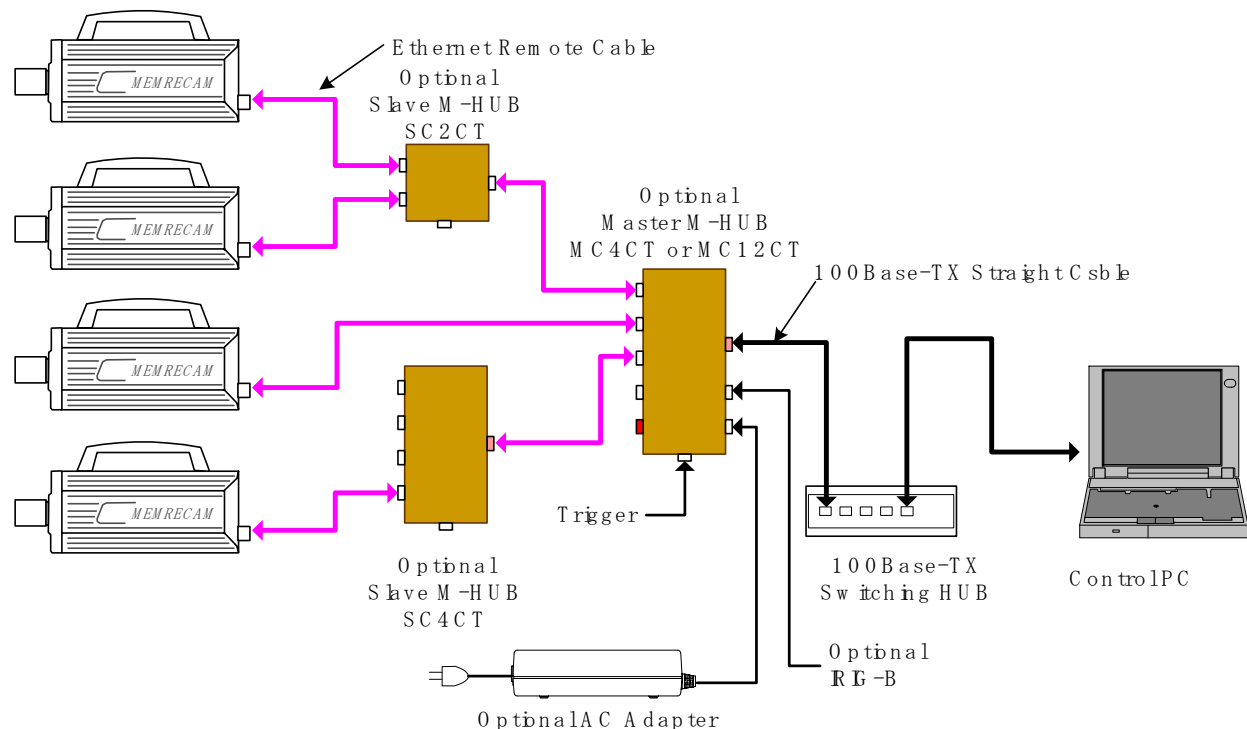 Ethernet Remote Cable
Optional
Slave M-HUB
SC2CT
MEMRECAM
MEMRECAM
Optional
Master M-HUB
MC4CT or MC12CT
100Base-TX Straight Csble
MEMRECAM
MEMRECAM
Trigger
Optional
Slave M-HUB
SC4CT
100Base-TX
Switching HUB
Control PC
Optional
IRIG-B
Optional AC Adapter